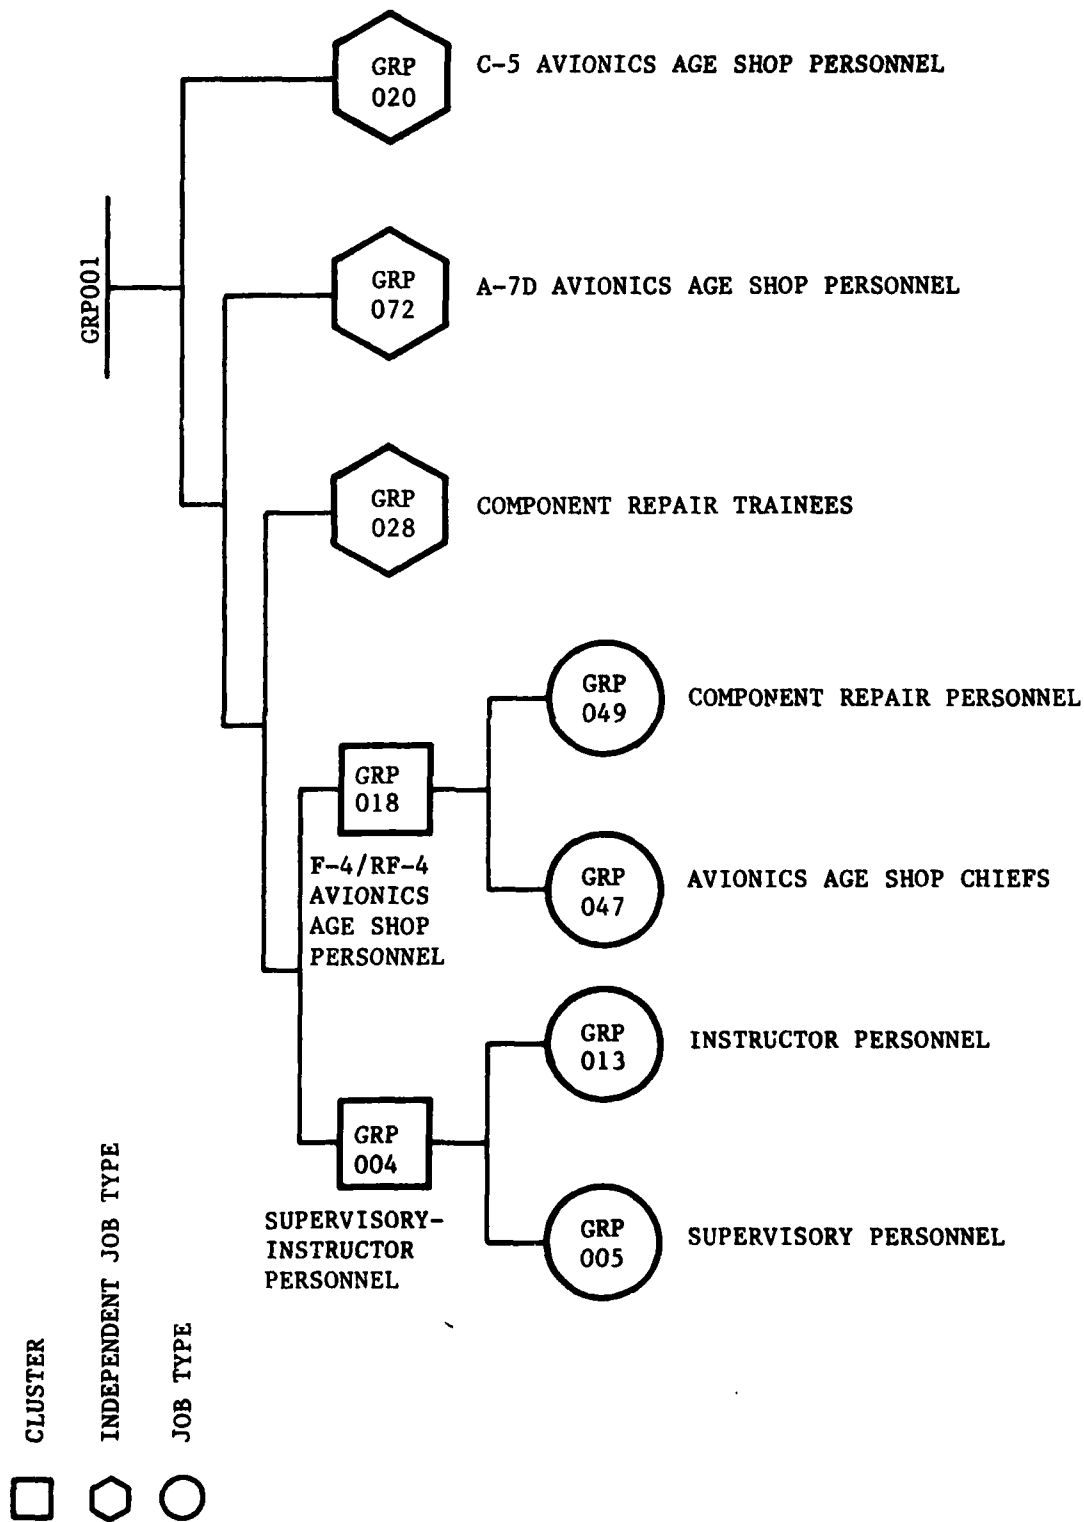 GRP
020
C-5 AVIONICS AGE SHOP PERSONNEL
GRP001
GRP
072
A-7D AVIONICS AGE SHOP PERSONNEL
GRP
028
COMPONENT REPAIR TRAINEES
GRP
049
COMPONENT REPAIR PERSONNEL
GRP
018
F-4/RF-4
AVIONICS
AGE SHOP
PERSONNEL
GRP
047
AVIONICS AGE SHOP CHIEFS
GRP
013
INSTRUCTOR PERSONNEL
GRP
004
SUPERVISORY-
INSTRUCTOR
PERSONNEL
GRP
005
SUPERVISORY PERSONNEL
CLUSTER
INDEPENDENT JOB TYPE
JOB TYPE